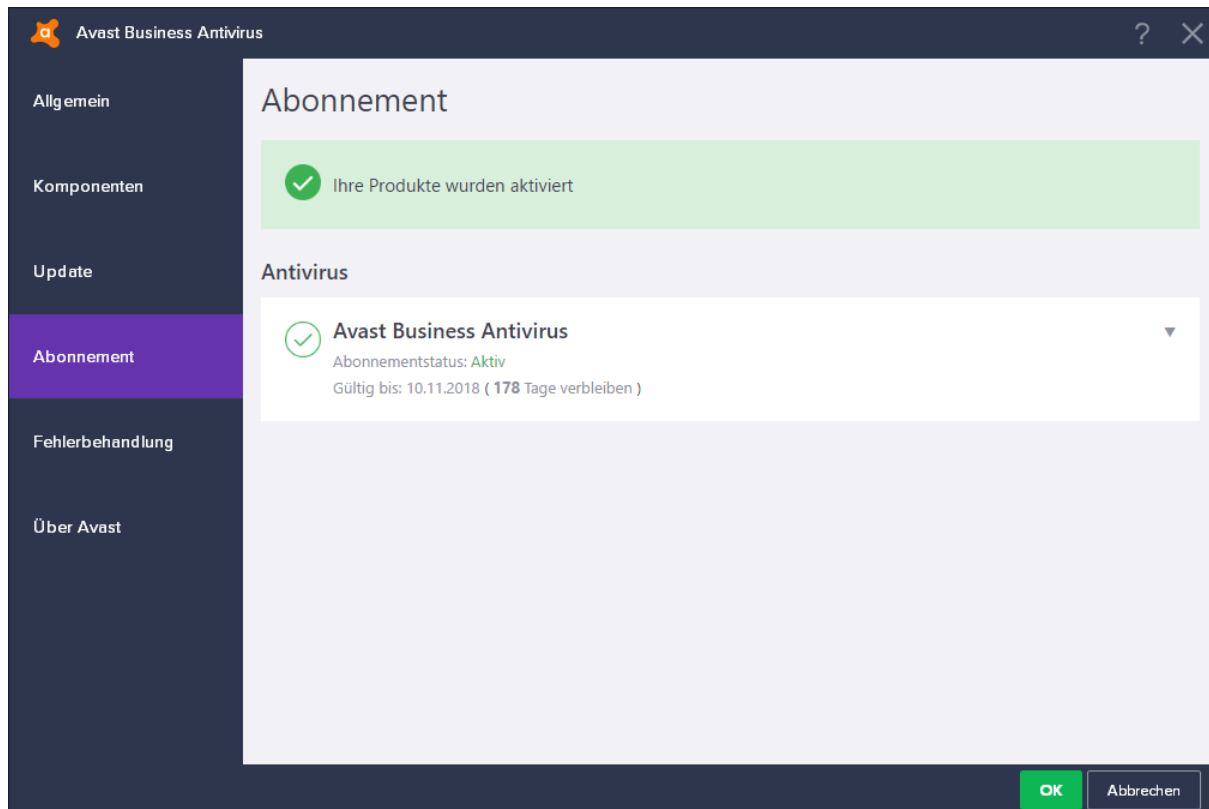 Avast Business Antivirus
?
Allgemein
Komponenten
Update
Abonnement
Fehlerbehandlung
Über Avast
Abonnement
Ihre Produkte wurden aktiviert
Antivirus
Avast Business Antivirus
Abonnementstatus: Aktiv
Gültig bis: 10.11.2018 ( 178 Tage verbleiben )
OK
Abbrechen